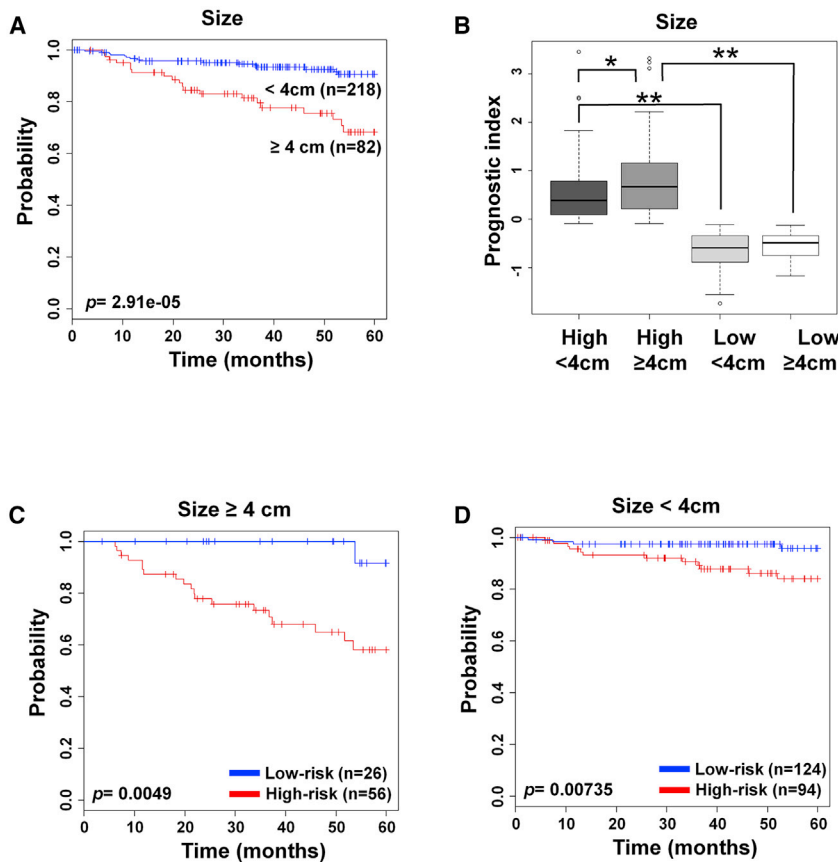 A
Size
Probability
1.0
0.8
0.6
0.4
0.2
0.0
< 4cm (n=218)
≥ 4 cm (n=82)
p= 2.91e-05
0 10 20 30 40 50 60
Time (months)
B
Size
Prognostic index
3
1
0
-1
*
**
**
High High Low Low
<4cm ≥4cm <4cm ≥4cm
C
Size ≥ 4 cm
Probability
1.0
0.8
0.6
0.4
0.2
0.0
Low-risk (n=26)
High-risk (n=56)
p= 0.0049
0 10 20 30 40 50 60
Time (months)
D
Size < 4cm
Probability
1.0
0.8
0.6
0.4
0.2
0.0
Low-risk (n=124)
High-risk (n=94)
p= 0.00735
0 10 20 30 40 50 60
Time (months)